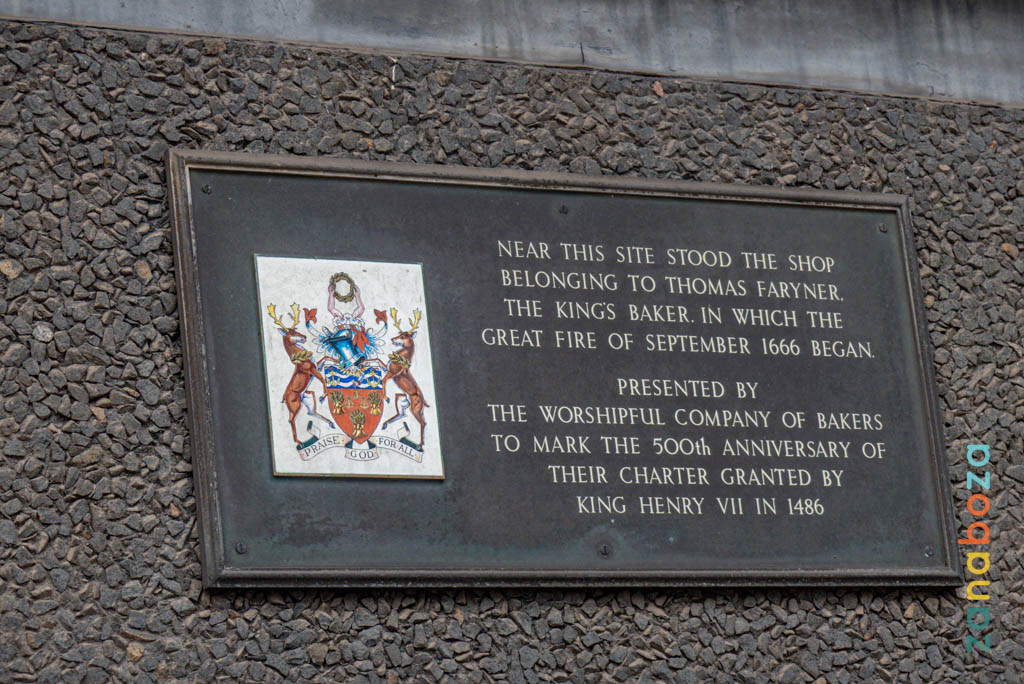 NEAR THIS SITE STOOD THE SHOP
BELONGING TO THOMAS FARYNER,
THE KING'S BAKER, IN WHICH THE
GREAT FIRE OF SEPTEMBER 1666 BEGAN.
PRESENTED BY
THE WORSHIPFUL COMPANY OF BAKERS
TO MARK THE 500th ANNIVERSARY OF
THEIR CHARTER GRANTED BY
KING HENRY VII IN 1486
PRAISE GOD FOR ALL
zanaboza